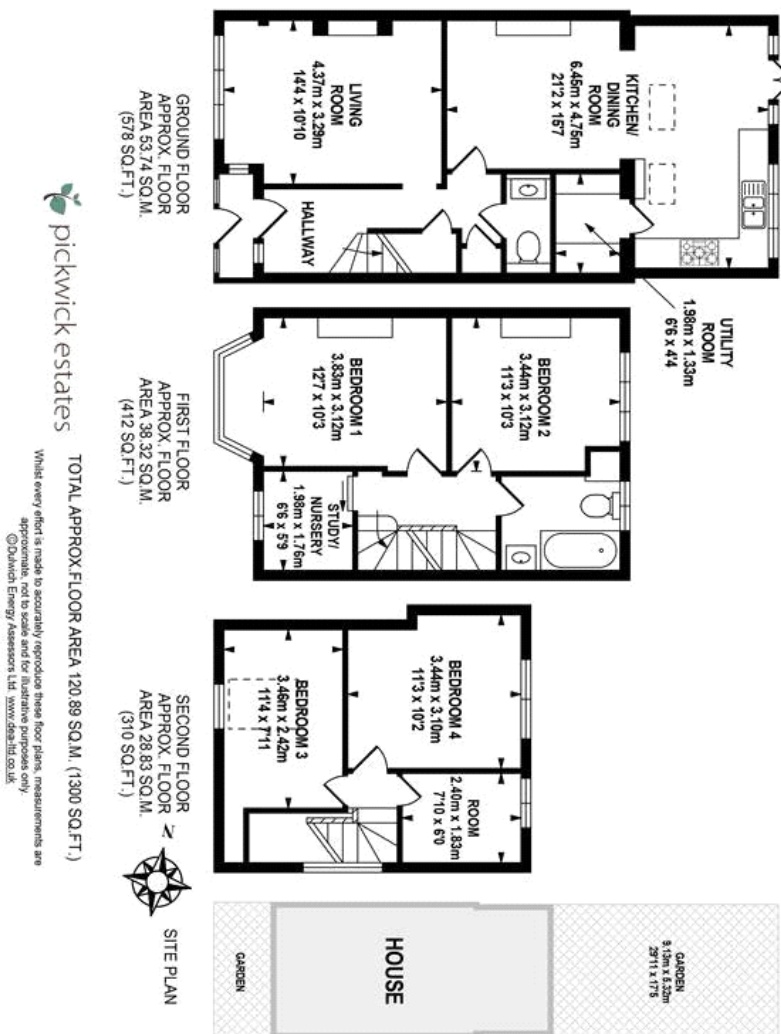 UTILITY
ROOM
1.98m x 1.33m
6'6 x 4'4
KITCHEN/
DINING
ROOM
6.45m x 4.75m
21'2 x 15'7
LIVING
ROOM
4.37m x 3.29m
14'4 x 10'10
HALLWAY
GROUND FLOOR
APPROX. FLOOR
AREA 53.74 SQ.M.
(578 SQ.FT.)
BEDROOM 2
3.44m x 3.12m
11'3 x 10'3
BEDROOM 1
3.83m x 3.12m
12'7 x 10'3
STUDY/
NURSERY
1.98m x 1.76m
6'6 x 5'9
FIRST FLOOR
APPROX. FLOOR
AREA 38.32 SQ.M.
(412 SQ.FT.)
BEDROOM 4
3.44m x 3.10m
11'3 x 10'2
ROOM
2.40m x 1.83m
7'10 x 6'0
BEDROOM 3
3.46m x 2.42m
11'4 x 7'11
SECOND FLOOR
APPROX. FLOOR
AREA 28.83 SQ.M.
(310 SQ.FT.)
GARDEN
9.13m x 5.32m
29'11 x 17'5
HOUSE
GARDEN
N
SITE PLAN
pickwick estates
TOTAL APPROX.FLOOR AREA 120.89 SQ.M. (1300 SQ.FT.)
Whilst every effort is made to accurately reproduce these floor plans, measurements are
approximate, not to scale and for illustrative purposes only.
©Dulwich Energy Assessors Ltd. www.dea-ltd.co.uk